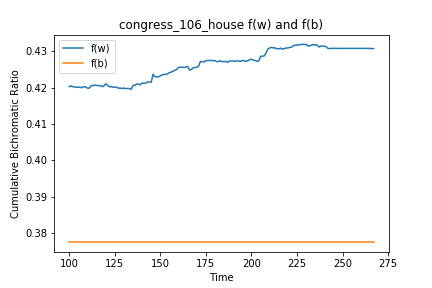 congress_106_house f(w) and f(b)
f(w)
f(b)
Cumulative Bichromatic Ratio
0.43
0.42
0.41
0.40
0.39
0.38
100 125 150 175 200 225 250 275
Time